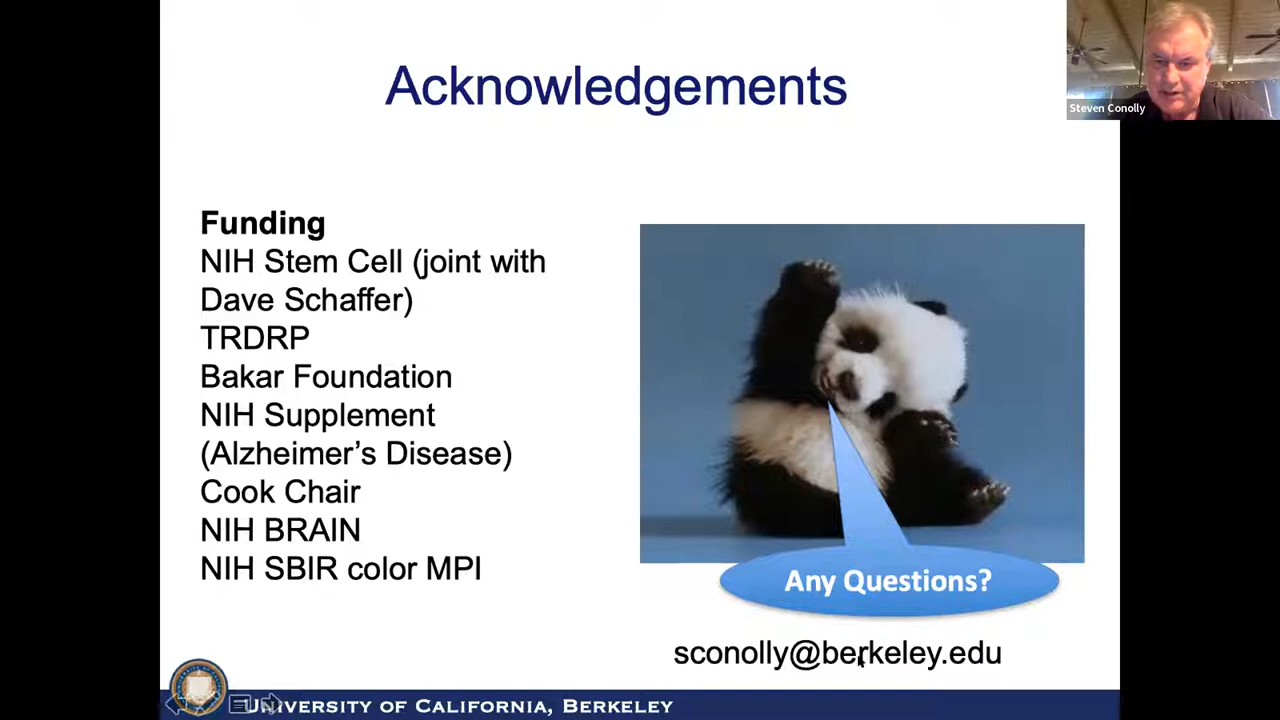 Acknowledgements
Steven Conolly
Funding
NIH Stem Cell (joint with
Dave Schaffer)
TRDRP
Bakar Foundation
NIH Supplement
(Alzheimer’s Disease)
Cook Chair
NIH BRAIN
NIH SBIR color MPI
Any Questions?
sconolly@berkeley.edu
UNIVERSITY OF CALIFORNIA, BERKELEY